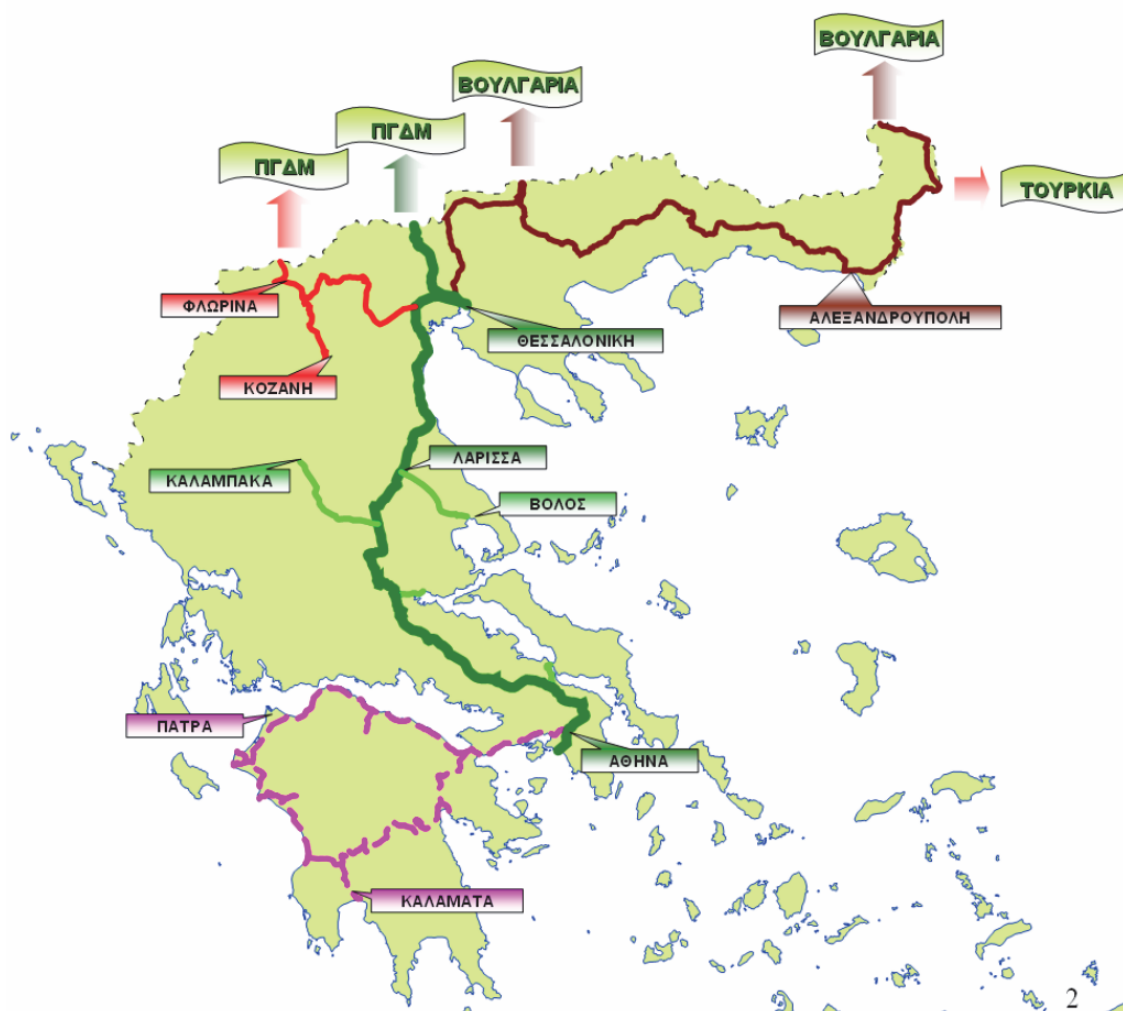 ΒΟΥΛΓΑΡΙΑ
ΒΟΥΛΓΑΡΙΑ
ΠΓΔΜ
ΠΓΔΜ
ΤΟΥΡΚΙΑ
ΦΛΩΡΙΝΑ
ΑΛΕΞΑΝΔΡΟΥΠΟΛΗ
ΘΕΣΣΑΛΟΝΙΚΗ
ΚΟΖΑΝΗ
ΛΑΡΙΣΣΑ
ΚΑΛΑΜΠΑΚΑ
ΒΟΛΟΣ
ΠΑΤΡΑ
ΑΘΗΝΑ
ΚΑΛΑΜΑΤΑ
2